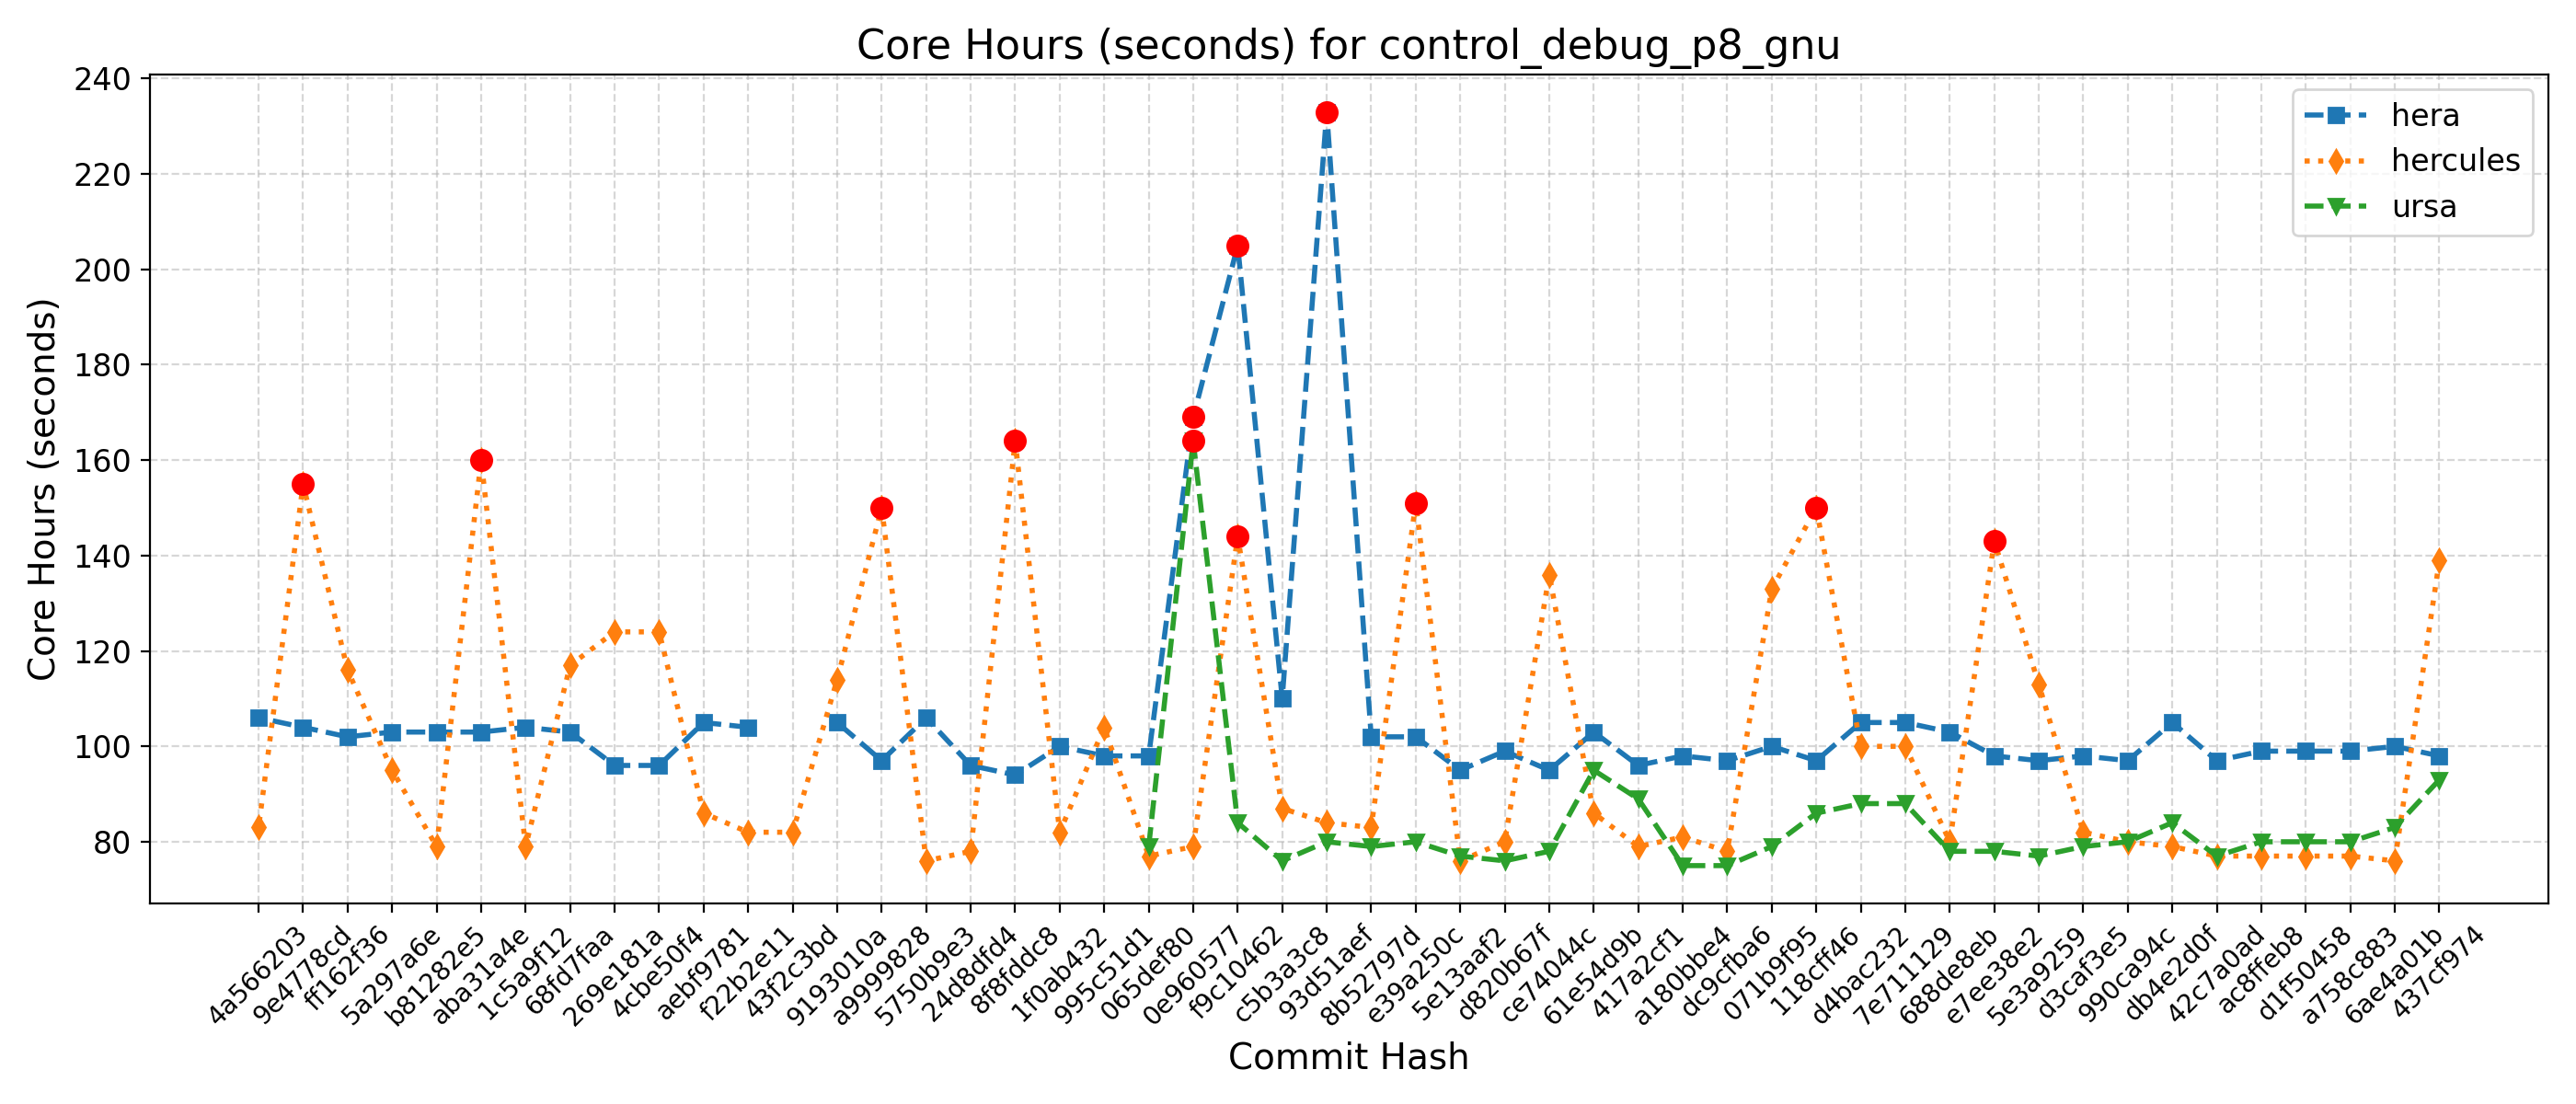 Core Hours (seconds) for control_debug_p8_gnu
Core Hours (seconds)
240
220
200
180
160
140
120
100
80
hera
hercules
ursa
4a566203
9e4778cd
ff162f36
5a297a6e
b81282e5
aba31a4e
1c5a9f12
68fd7faa
269e181a
4cbe50f4
aebf9781
f22b2e11
43f2c3bd
9193010a
a9999828
5750b9e3
24d8dfd4
8f8fddc8
1f0ab432
995c51d1
065def80
0e960577
f9c10462
c5b3a3c8
93d51aef
8b52797d
e39a250c
5e13aaf2
d820b67f
ce74044c
61e54d9b
417a2cf1
a180bbe4
dc9cfba6
071b9f95
118cff46
d4bac232
7e711129
688de8eb
e7ee38e2
5e3a9259
d3caf3e5
990ca94c
db4e2d0f
42c7a0ad
ac8ffeb8
d1f50458
a758c883
6ae4a01b
437cf974
Commit Hash